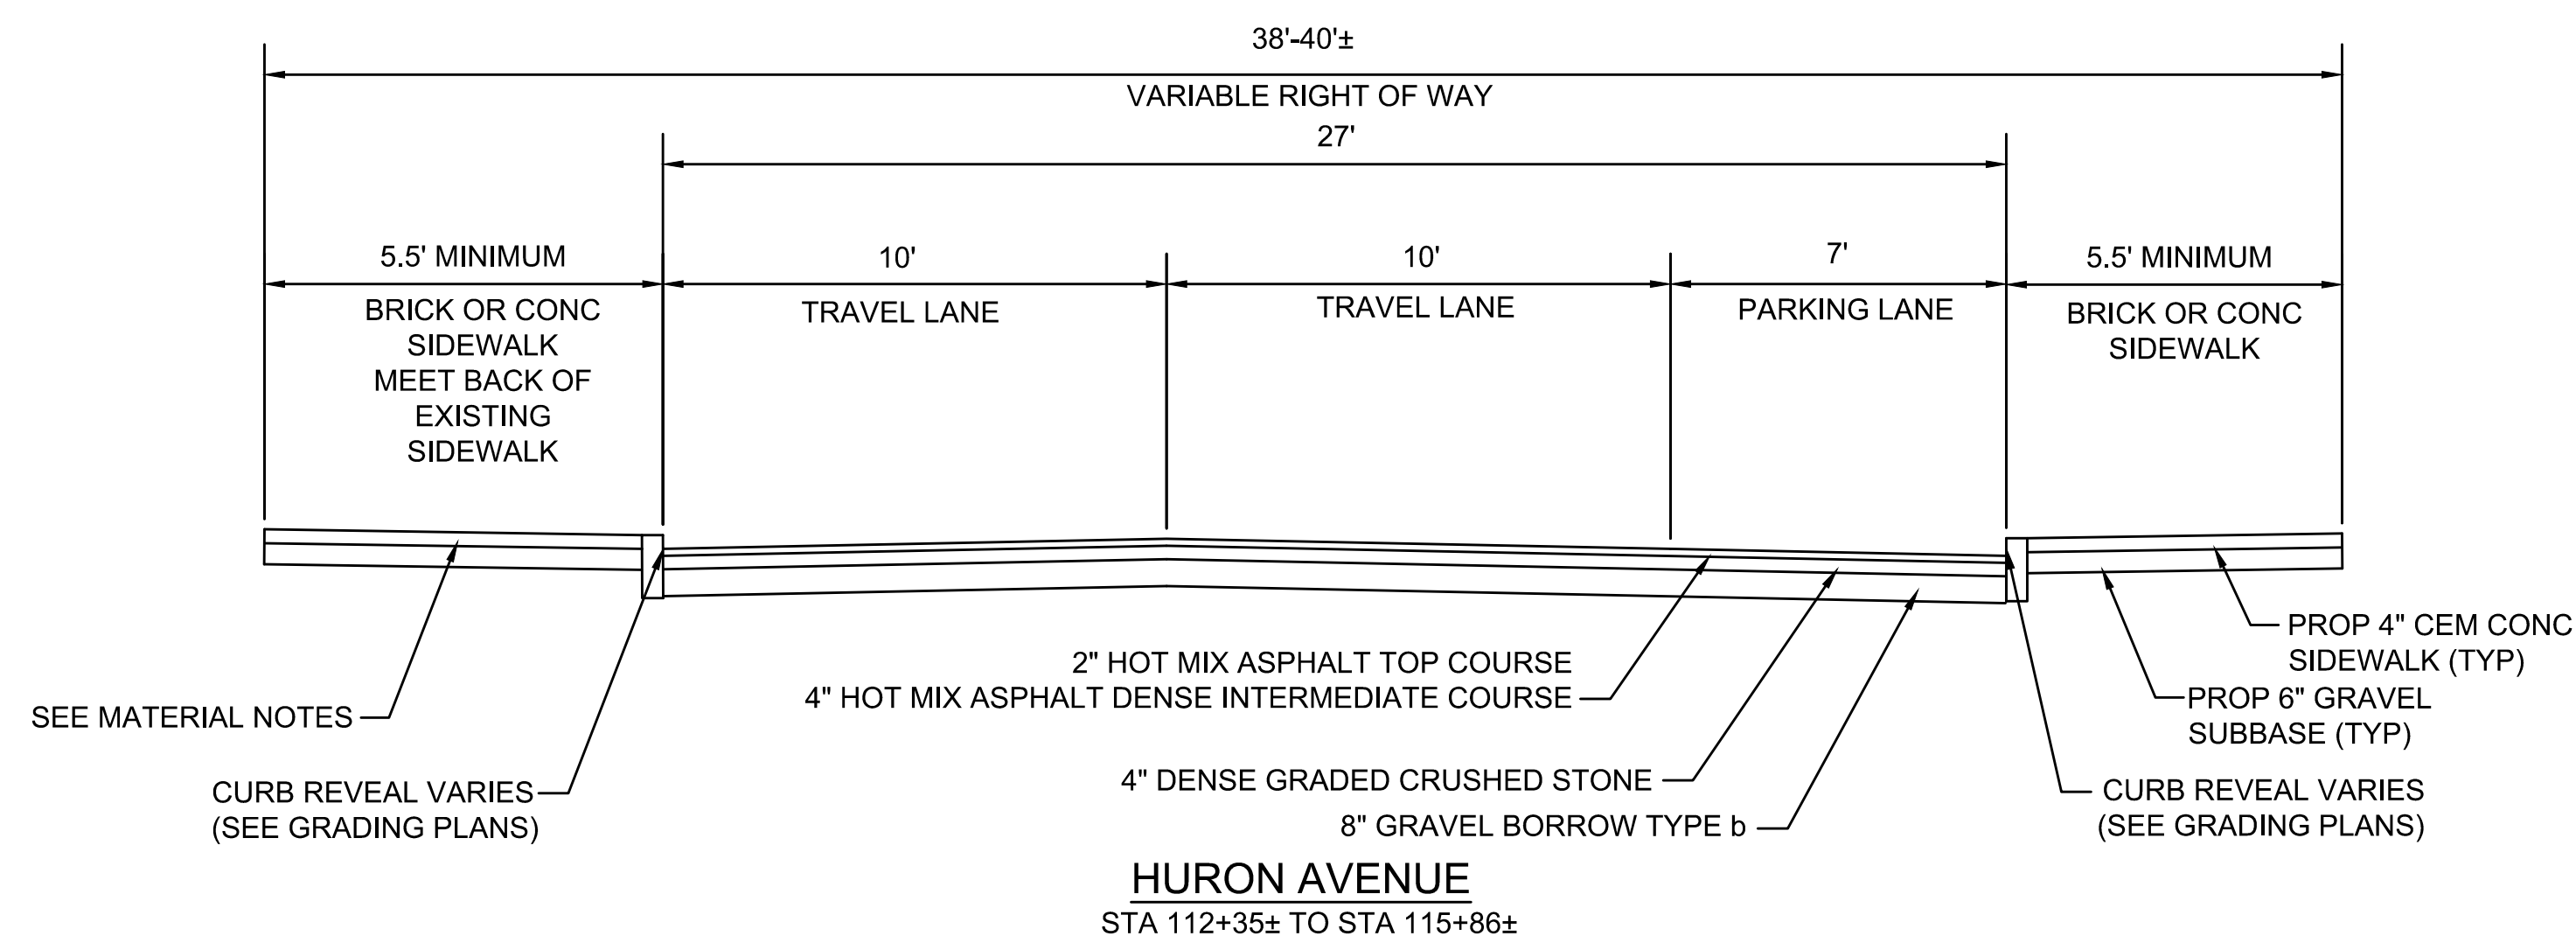 38'-40'±
VARIABLE RIGHT OF WAY
27'
5.5' MINIMUM
BRICK OR CONC
SIDEWALK
MEET BACK OF
EXISTING
SIDEWALK
10'
TRAVEL LANE
10'
TRAVEL LANE
7'
PARKING LANE
5.5' MINIMUM
BRICK OR CONC
SIDEWALK
SEE MATERIAL NOTES
CURB REVEAL VARIES
(SEE GRADING PLANS)
2" HOT MIX ASPHALT TOP COURSE
4" HOT MIX ASPHALT DENSE INTERMEDIATE COURSE
4" DENSE GRADED CRUSHED STONE
8" GRAVEL BORROW TYPE b
PROP 4" CEM CONC
SIDEWALK (TYP)
PROP 6" GRAVEL
SUBBASE (TYP)
CURB REVEAL VARIES
(SEE GRADING PLANS)
HURON AVENUE
STA 112+35± TO STA 115+86±